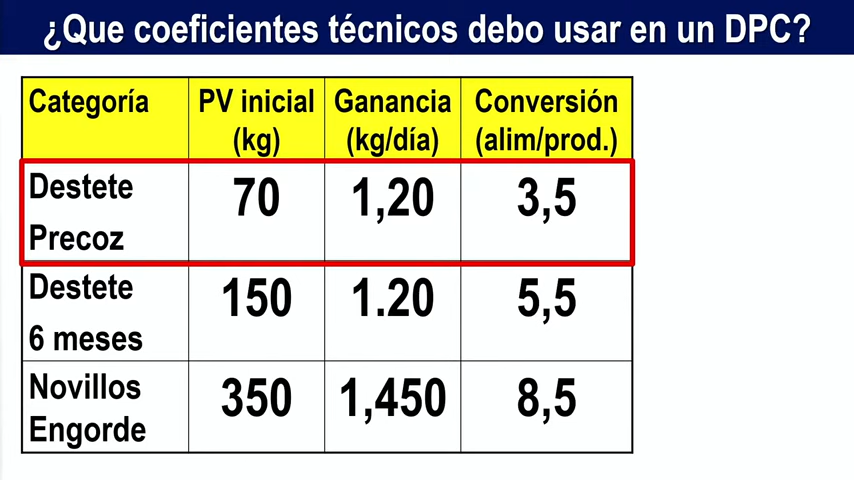 ¿Que coeficientes técnicos debo usar en un DPC?
Categoría PV inicial (kg) Ganancia (kg/día) Conversión (alim/prod.)
Destete Precoz 70 1,20 3,5
Destete 6 meses 150 1.20 5,5
Novillos Engorde 350 1,450 8,5